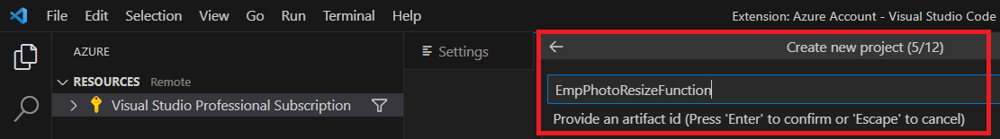 File Edit Selection View Go Run Terminal Help Extension: Azure Account - Visual Studio Code
AZURE
Settings
Create new project (5/12)
RESOURCES Remote
EmpPhotoResizeFunction
Visual Studio Professional Subscription
Provide an artifact id (Press 'Enter' to confirm or 'Escape' to cancel)